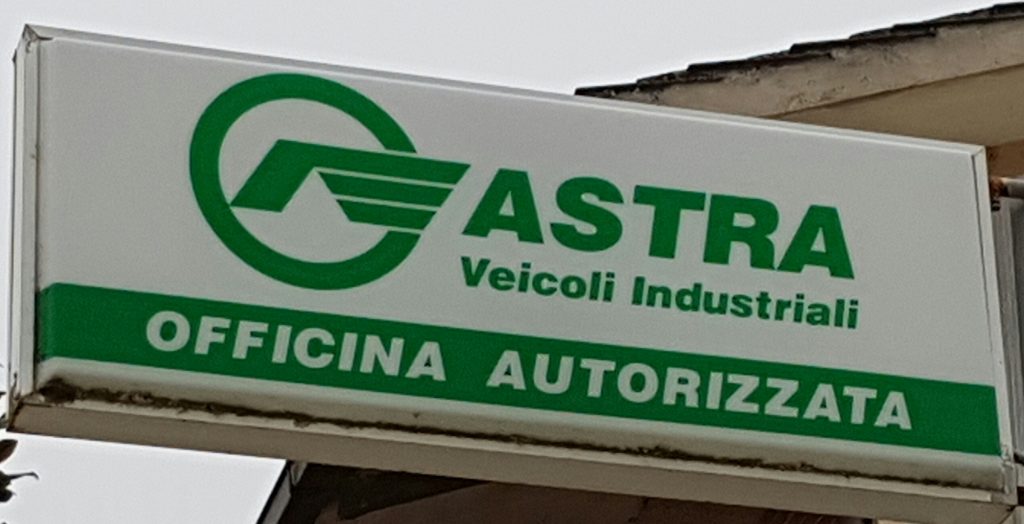 ASTRA
Veicoli Industriali
OFFICINA AUTORIZZATA